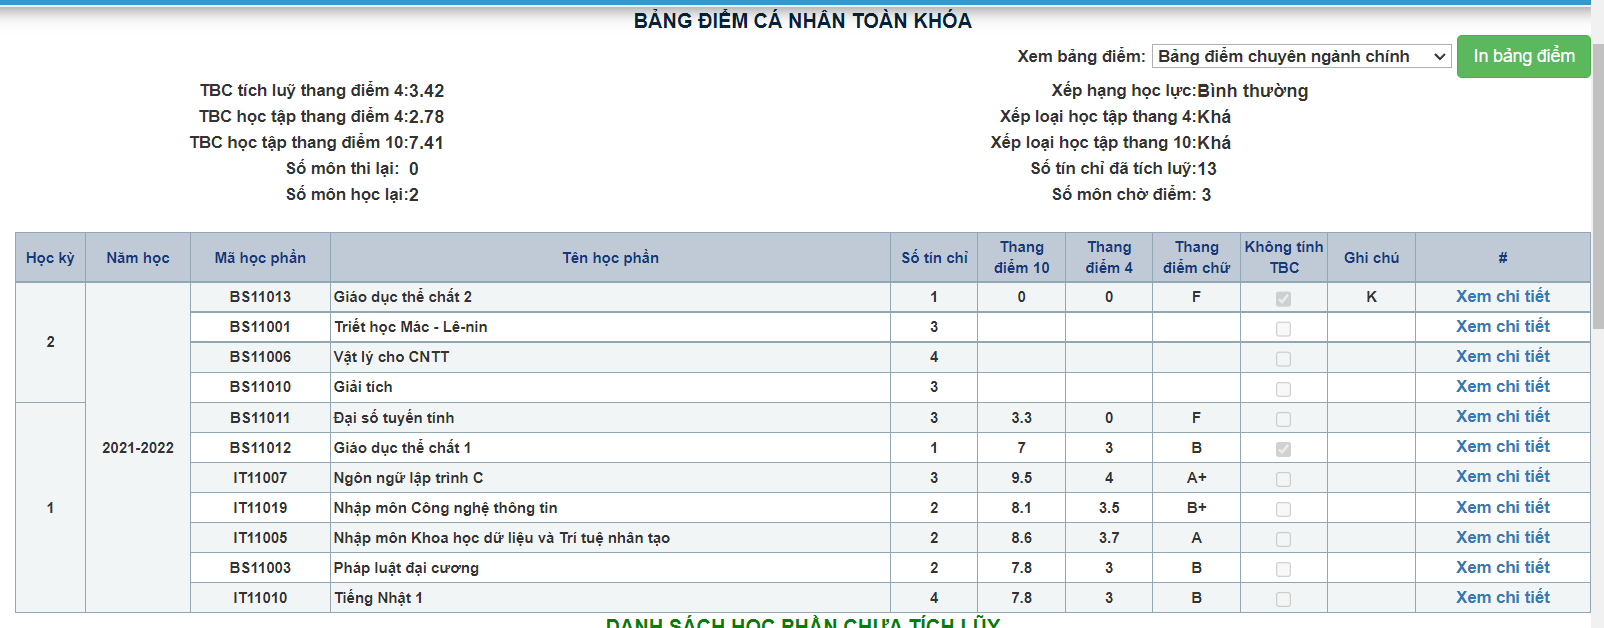 BẢNG ĐIỂM CÁ NHÂN TOÀN KHÓA
Xem bảng điểm: Bảng điểm chuyên ngành chính In bảng điểm
TBC tích luỹ thang điểm 4:3.42 Xếp hạng học lực:Bình thường
TBC học tập thang điểm 4:2.78 Xếp loại học tập thang 4:Khá
TBC học tập thang điểm 10:7.41 Xếp loại học tập thang 10:Khá
Số môn thi lại: 0 Số tín chỉ đã tích luỹ:13
Số môn học lại:2 Số môn chờ điểm: 3
Học kỳ Năm học Mã học phần Tên học phần Số tín chỉ Thang điểm 10 Thang điểm 4 Thang điểm chữ Không tính TBC Ghi chú #
2 2021-2022 BS11013 Giáo dục thể chất 2 1 0 0 F K Xem chi tiết
BS11001 Triết học Mác - Lê-nin 3 Xem chi tiết
BS11006 Vật lý cho CNTT 4 Xem chi tiết
BS11010 Giải tích 3 Xem chi tiết
1 BS11011 Đại số tuyến tính 3 3.3 0 F Xem chi tiết
BS11012 Giáo dục thể chất 1 1 7 3 B Xem chi tiết
IT11007 Ngôn ngữ lập trình C 3 9.5 4 A+ Xem chi tiết
IT11019 Nhập môn Công nghệ thông tin 2 8.1 3.5 B+ Xem chi tiết
IT11005 Nhập môn Khoa học dữ liệu và Trí tuệ nhân tạo 2 8.6 3.7 A Xem chi tiết
BS11003 Pháp luật đại cương 2 7.8 3 B Xem chi tiết
IT11010 Tiếng Nhật 1 4 7.8 3 B Xem chi tiết
DANH SÁCH HỌC PHẦN CHƯA TÍCH LŨY